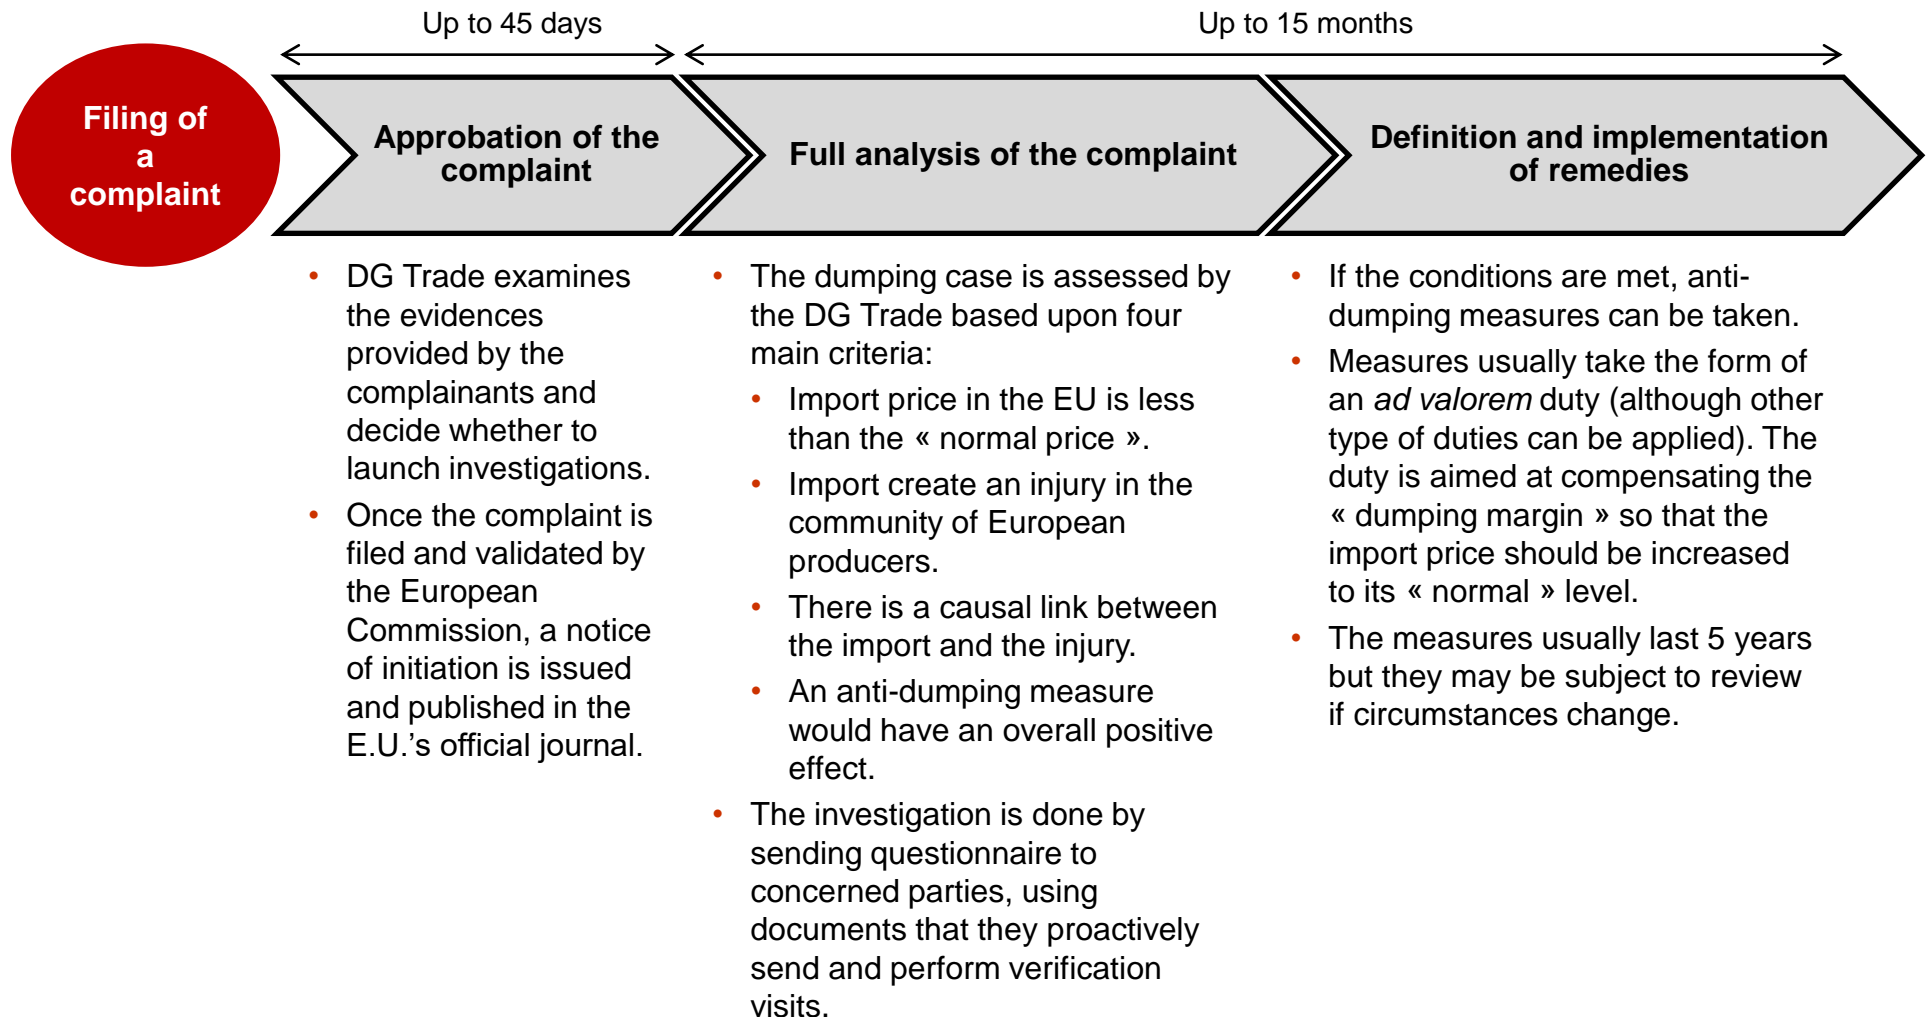 Up to 45 days
Up to 15 months
Filing of
a
complaint
Approbation of the
complaint
Full analysis of the complaint
Definition and implementation
of remedies
• DG Trade examines
the evidences
provided by the
complainants and
decide whether to
launch investigations.
• Once the complaint is
filed and validated by
the European
Commission, a notice
of initiation is issued
and published in the
E.U.’s official journal.
• The dumping case is assessed by
the DG Trade based upon four
main criteria:
• Import price in the EU is less
than the « normal price ».
• Import create an injury in the
community of European
producers.
• There is a causal link between
the import and the injury.
• An anti-dumping measure
would have an overall positive
effect.
• The investigation is done by
sending questionnaire to
concerned parties, using
documents that they proactively
send and perform verification
visits.
• If the conditions are met, anti-
dumping measures can be taken.
• Measures usually take the form of
an ad valorem duty (although other
type of duties can be applied). The
duty is aimed at compensating the
« dumping margin » so that the
import price should be increased
to its « normal » level.
• The measures usually last 5 years
but they may be subject to review
if circumstances change.